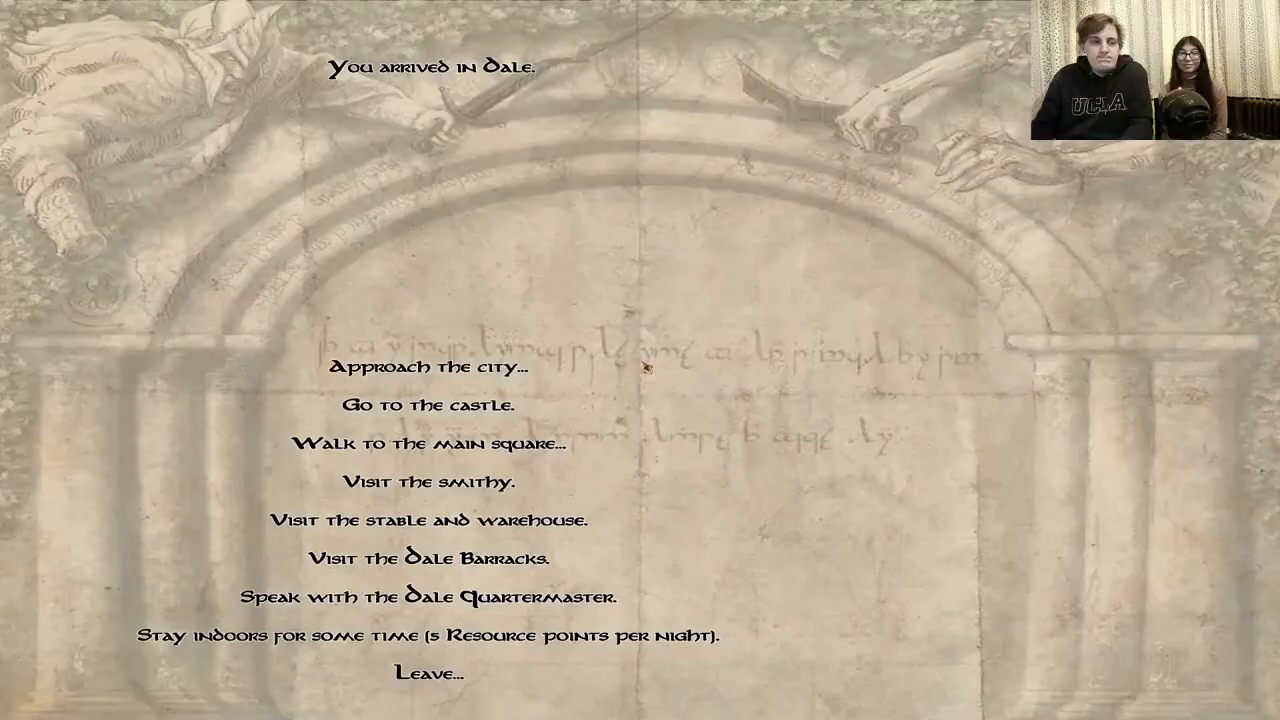 You arrived in Dale.
UCLA
Approach the city...
Go to the castle.
Walk to the main square...
Visit the smithy.
Visit the stable and warehouse.
Visit the Dale Barracks.
Speak with the Dale Quartermaster.
Stay indoors for some time (5 Resource points per night).
Leave...